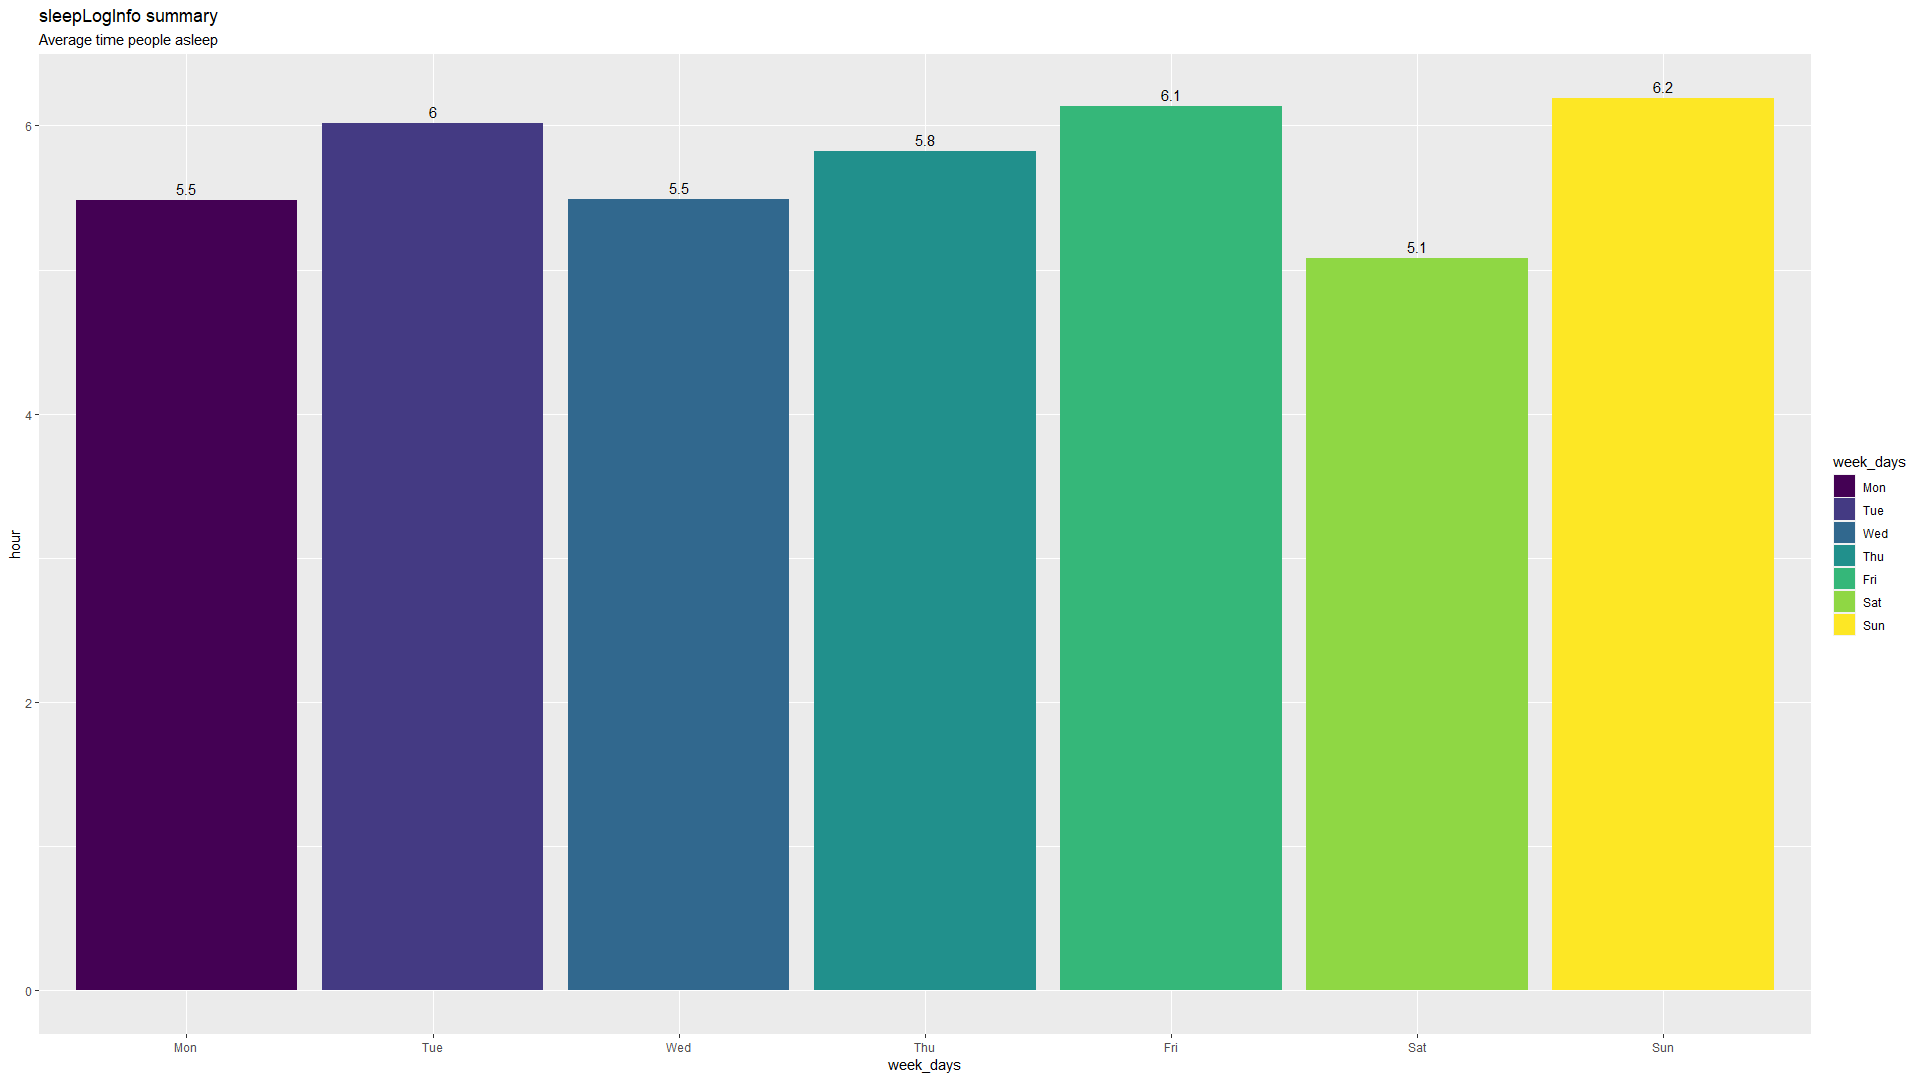 sleepLogInfo summary
Average time people asleep
6.2
6.1
6
5.8
5.5
5.5
5.1
6
4
2
0
hour
Mon Tue Wed Thu Fri Sat Sun
week_days
week_days
Mon
Tue
Wed
Thu
Fri
Sat
Sun